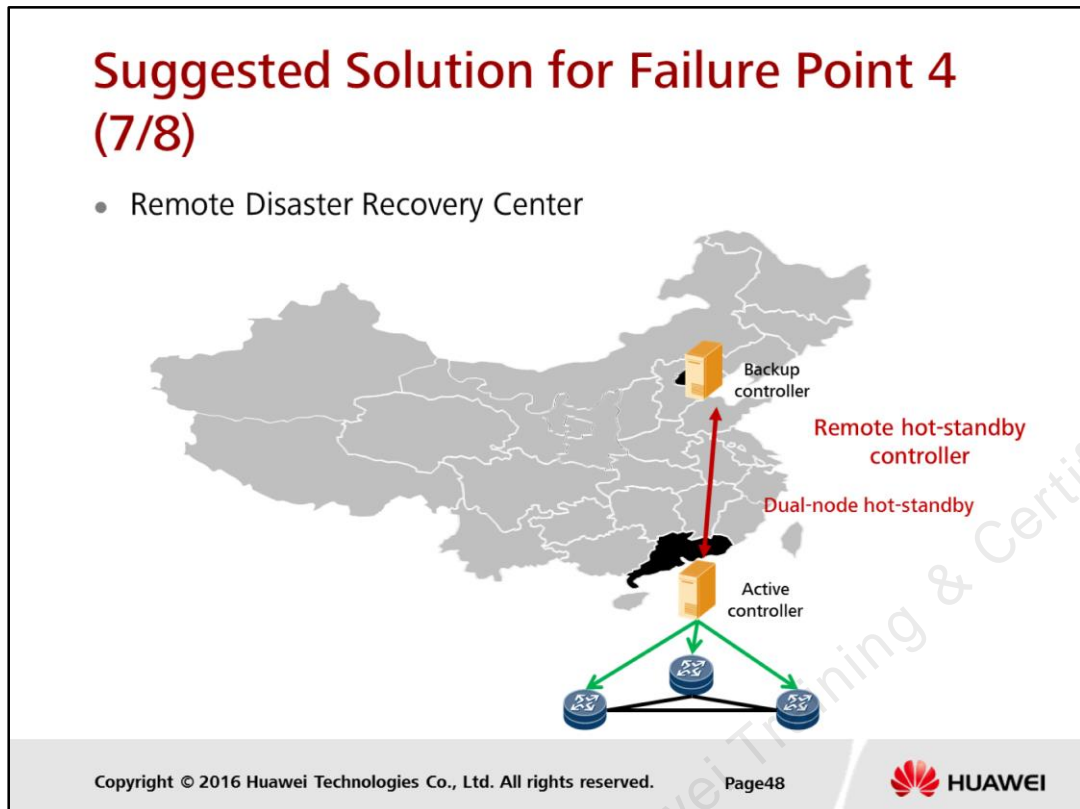 Suggested Solution for Failure Point 4
(7/8)
• Remote Disaster Recovery Center
Backup
controller
Remote hot-standby
controller
Dual-node hot-standby
Active
controller
Copyright © 2016 Huawei Technologies Co., Ltd. All rights reserved.
Page48
HUAWEI
Training &